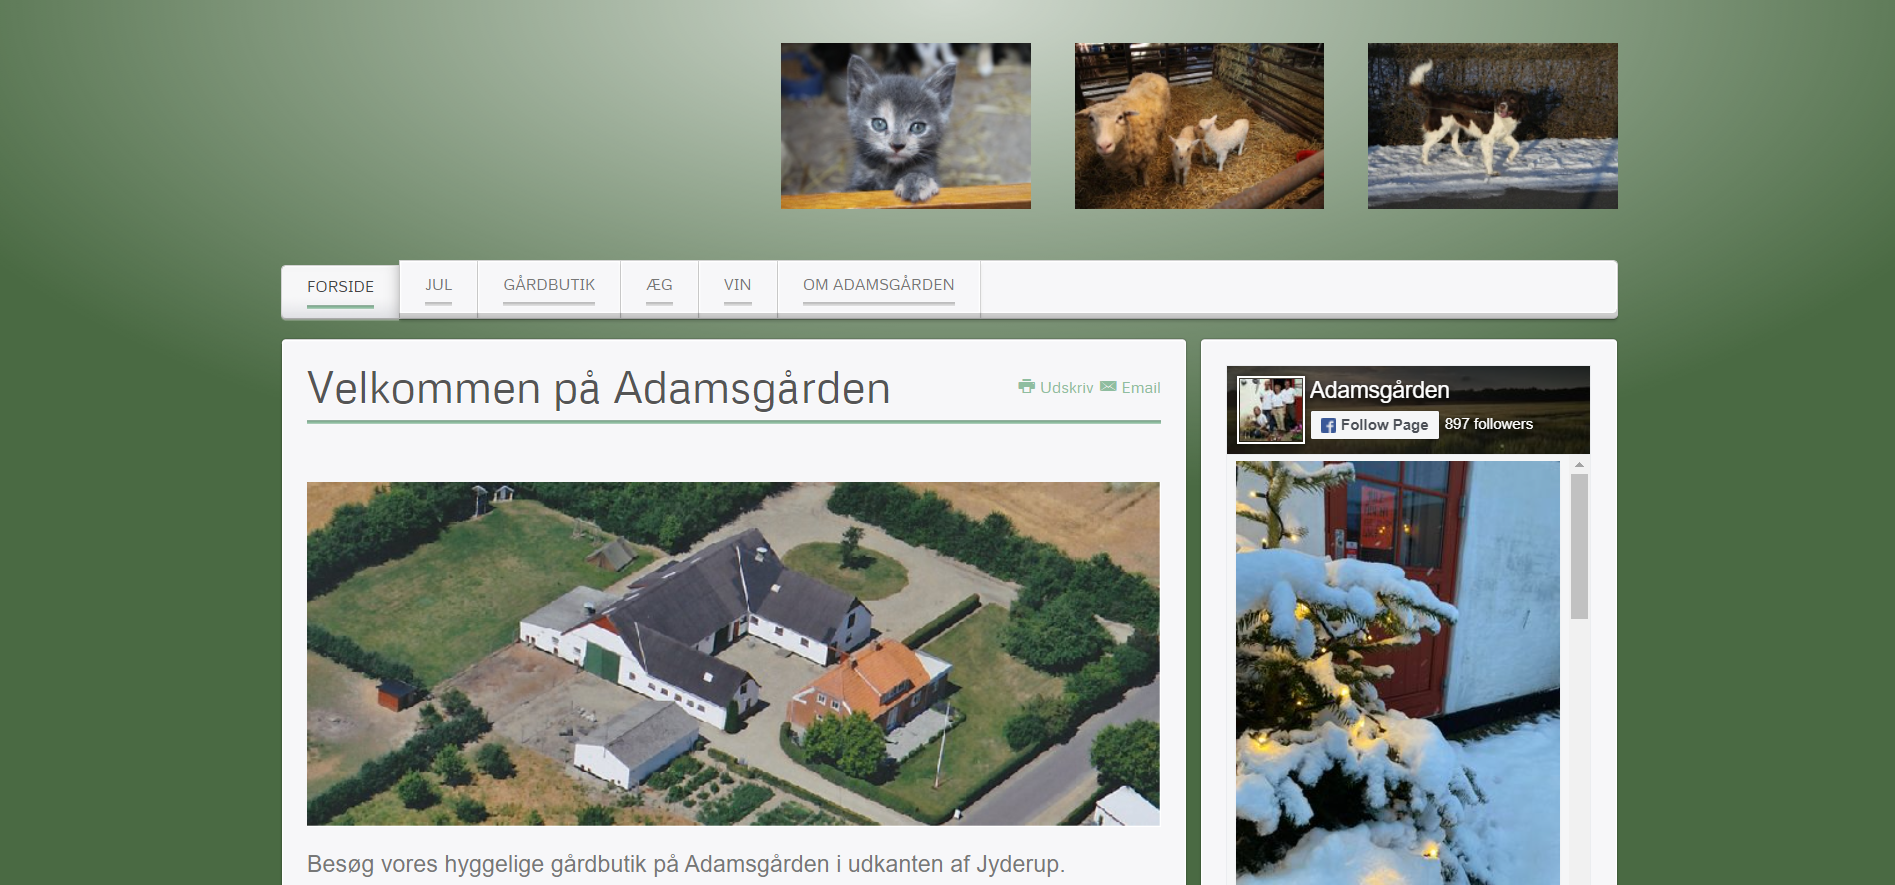 FORSIDE
JUL
GÅRDBUTIK
ÆG
VIN
OM ADAMSGÅRDEN
Velkommen på Adamsgården
Udskriv
Email
Besøg vores hyggelige gårdbutik på Adamsgården i udkanten af Jyderup.
Adamsgården
Follow Page
897 followers